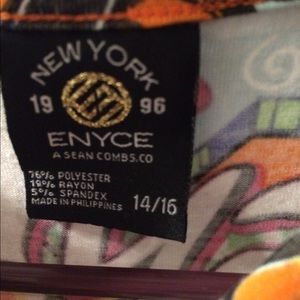 NEW YORK
19 96
ENYCE
A SEAN COMBS.CO
76% POLYESTER
19% RAYON
5% SPANDEX
MADE IN PHILIPPINES
14/16